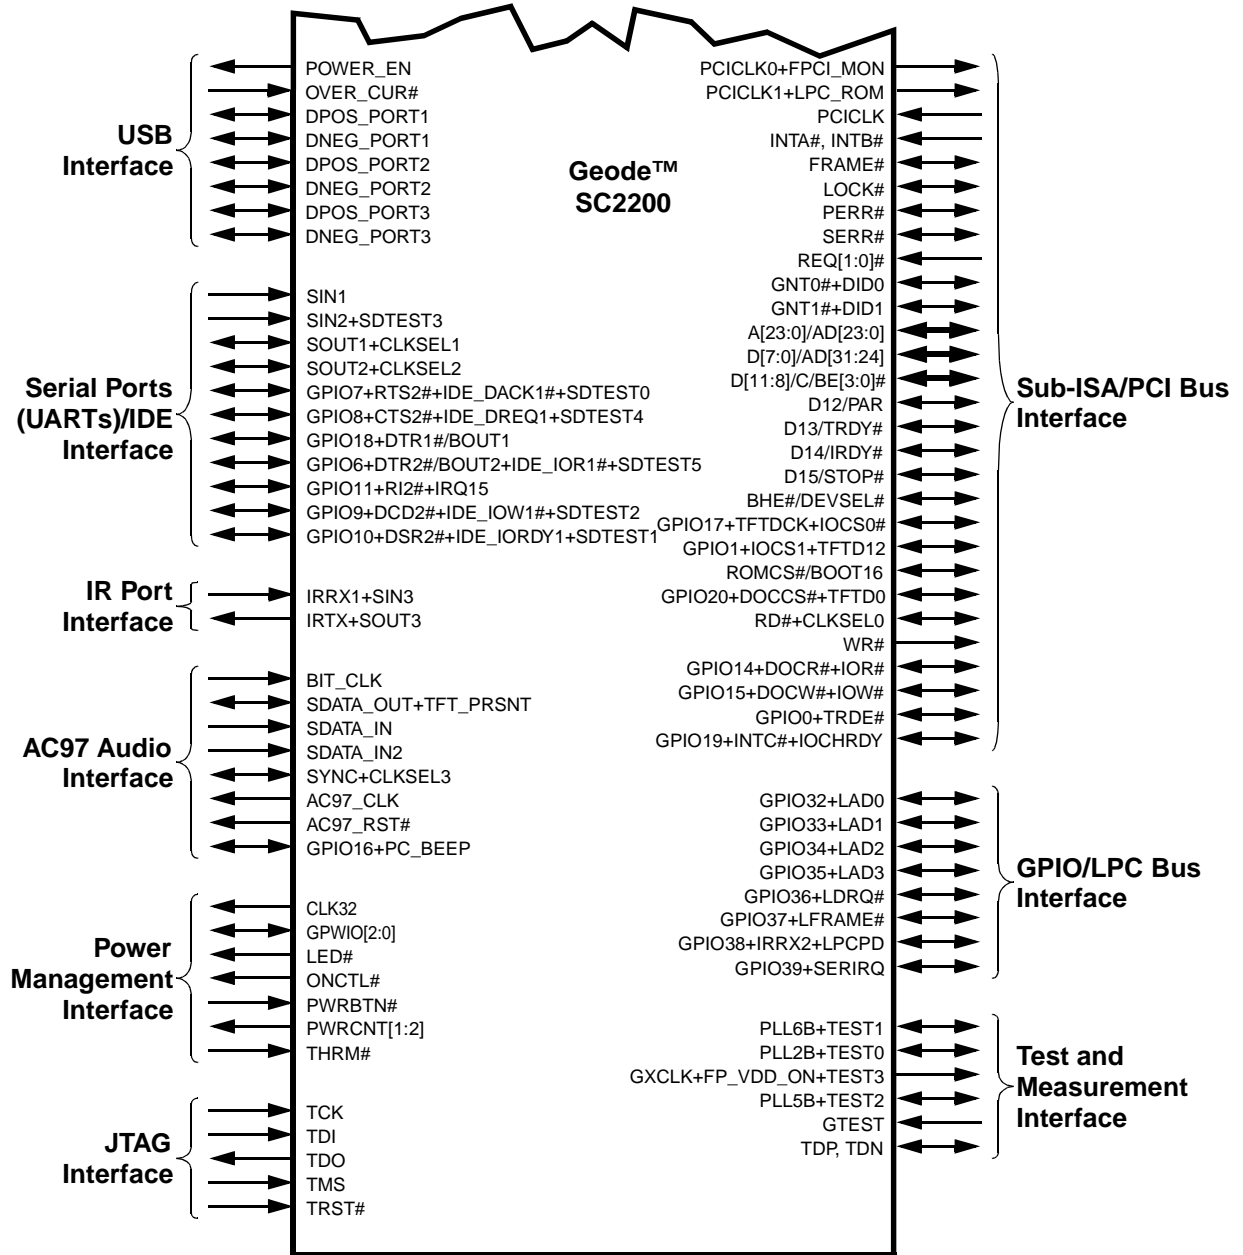 Geode™
SC2200
USB
Interface
POWER_EN
OVER_CUR#
DPOS_PORT1
DNEG_PORT1
DPOS_PORT2
DNEG_PORT2
DPOS_PORT3
DNEG_PORT3
Serial Ports
(UARTs)/IDE
Interface
SIN1
SIN2+SDTEST3
SOUT1+CLKSEL1
SOUT2+CLKSEL2
GPIO7+RTS2#+IDE_DACK1#+SDTEST0
GPIO8+CTS2#+IDE_DREQ1+SDTEST4
GPIO18+DTR1#/BOUT1
GPIO6+DTR2#/BOUT2+IDE_IOR1#+SDTEST5
GPIO11+RI2#+IRQ15
GPIO9+DCD2#+IDE_IOW1#+SDTEST2
GPIO10+DSR2#+IDE_IORDY1+SDTEST1
IR Port
Interface
IRRX1+SIN3
IRTX+SOUT3
AC97 Audio
Interface
BIT_CLK
SDATA_OUT+TFT_PRSNT
SDATA_IN
SDATA_IN2
SYNC+CLKSEL3
AC97_CLK
AC97_RST#
GPIO16+PC_BEEP
Power
Management
Interface
CLK32
GPWIO[2:0]
LED#
ONCTL#
PWRBTN#
PWRCNT[1:2]
THRM#
JTAG
Interface
TCK
TDI
TDO
TMS
TRST#
PCICLK0+FPCI_MON
PCICLK1+LPC_ROM
PCICLK
INTA#, INTB#
FRAME#
LOCK#
PERR#
SERR#
REQ[1:0]#
GNT0#+DID0
GNT1#+DID1
A[23:0]/AD[23:0]
D[7:0]/AD[31:24]
D[11:8]/C/BE[3:0]#
D12/PAR
D13/TRDY#
D14/IRDY#
D15/STOP#
BHE#/DEVSEL#
GPIO17+TFTDCK+IOCS0#
GPIO1+IOCS1+TFTD12
ROMCS#/BOOT16
GPIO20+DOCCS#+TFTD0
RD#+CLKSEL0
WR#
GPIO14+DOCR#+IOR#
GPIO15+DOCW#+IOW#
GPIO0+TRDE#
GPIO19+INTC#+IOCHRDY
Sub-ISA/PCI Bus
Interface
GPIO32+LAD0
GPIO33+LAD1
GPIO34+LAD2
GPIO35+LAD3
GPIO36+LDRQ#
GPIO37+LFRAME#
GPIO38+IRRX2+LPCPD
GPIO39+SERIRQ
GPIO/LPC Bus
Interface
PLL6B+TEST1
PLL2B+TEST0
GXCLK+FP_VDD_ON+TEST3
PLL5B+TEST2
GTEST
TDP, TDN
Test and
Measurement
Interface